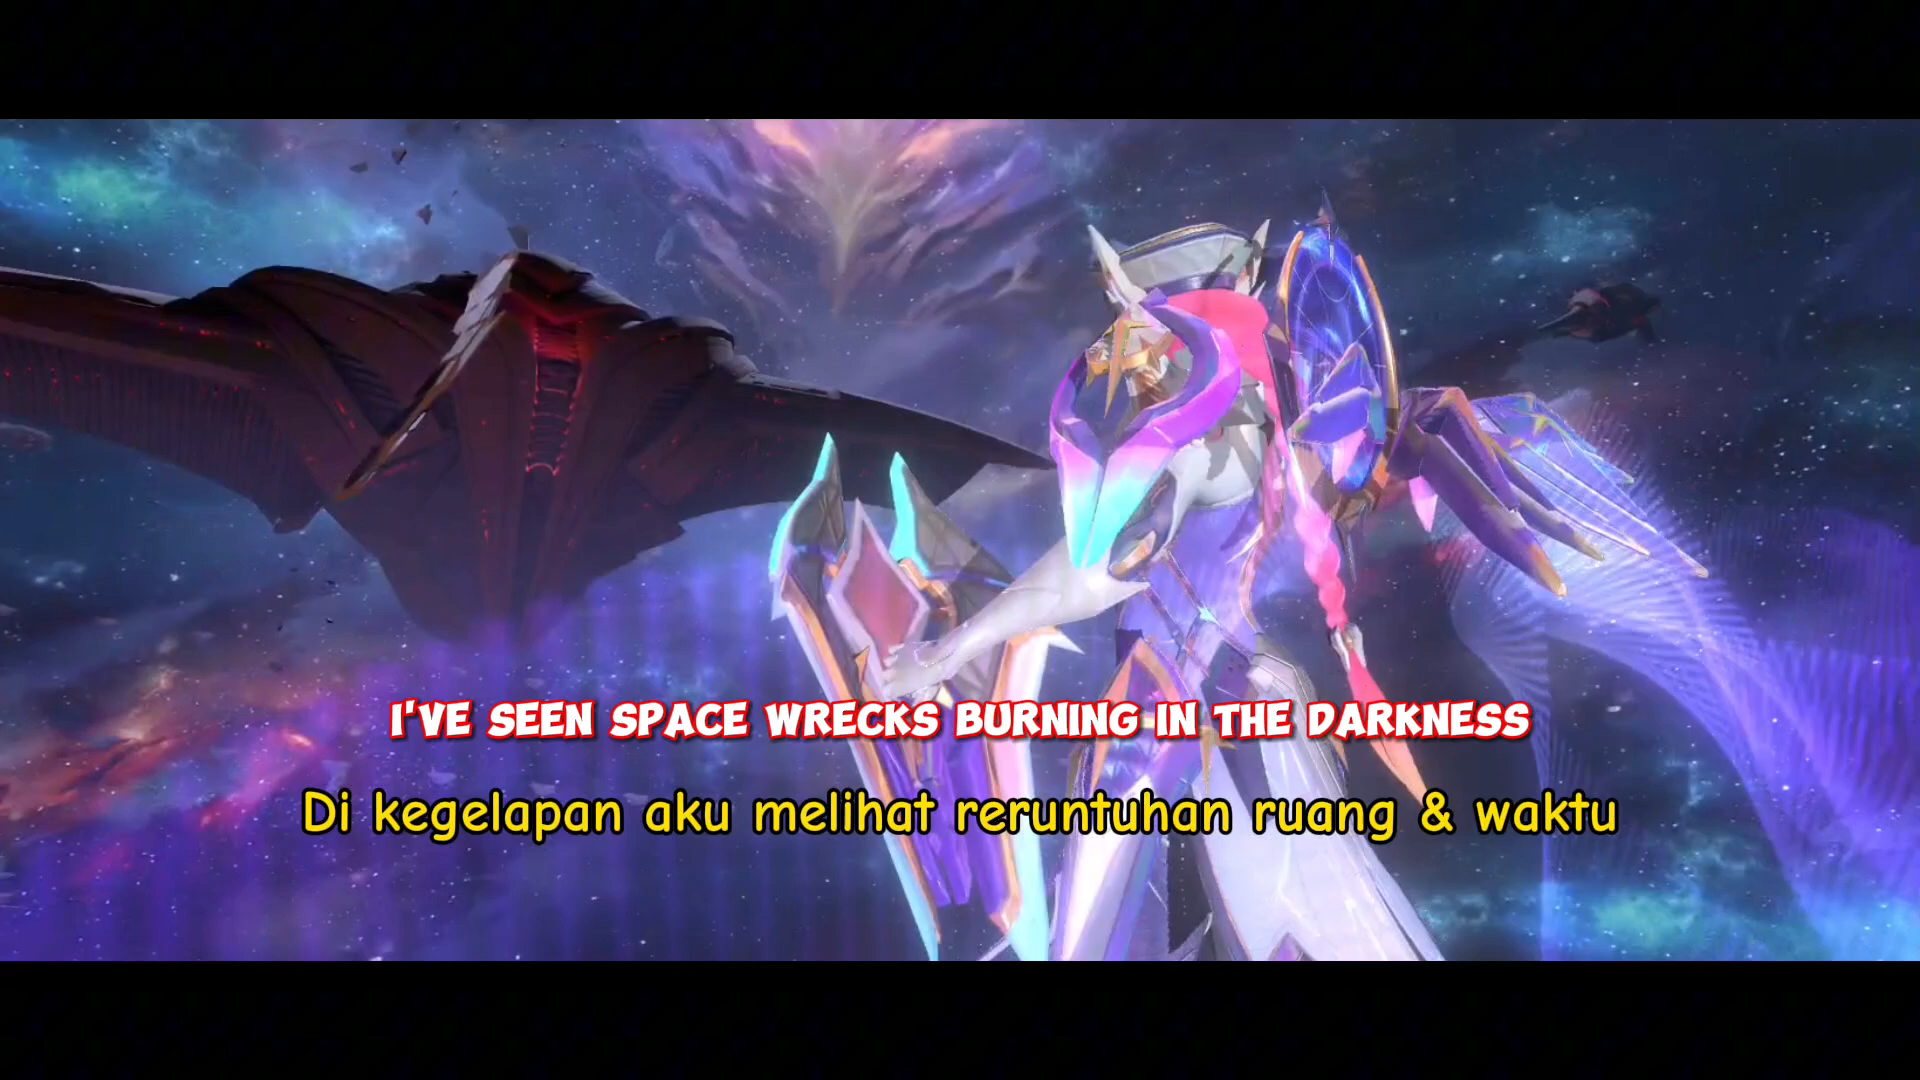 I'VE SEEN SPACE WRECKS BURNING IN THE DARKNESS
Di kegelapan aku melihat reruntuhan ruang & waktu